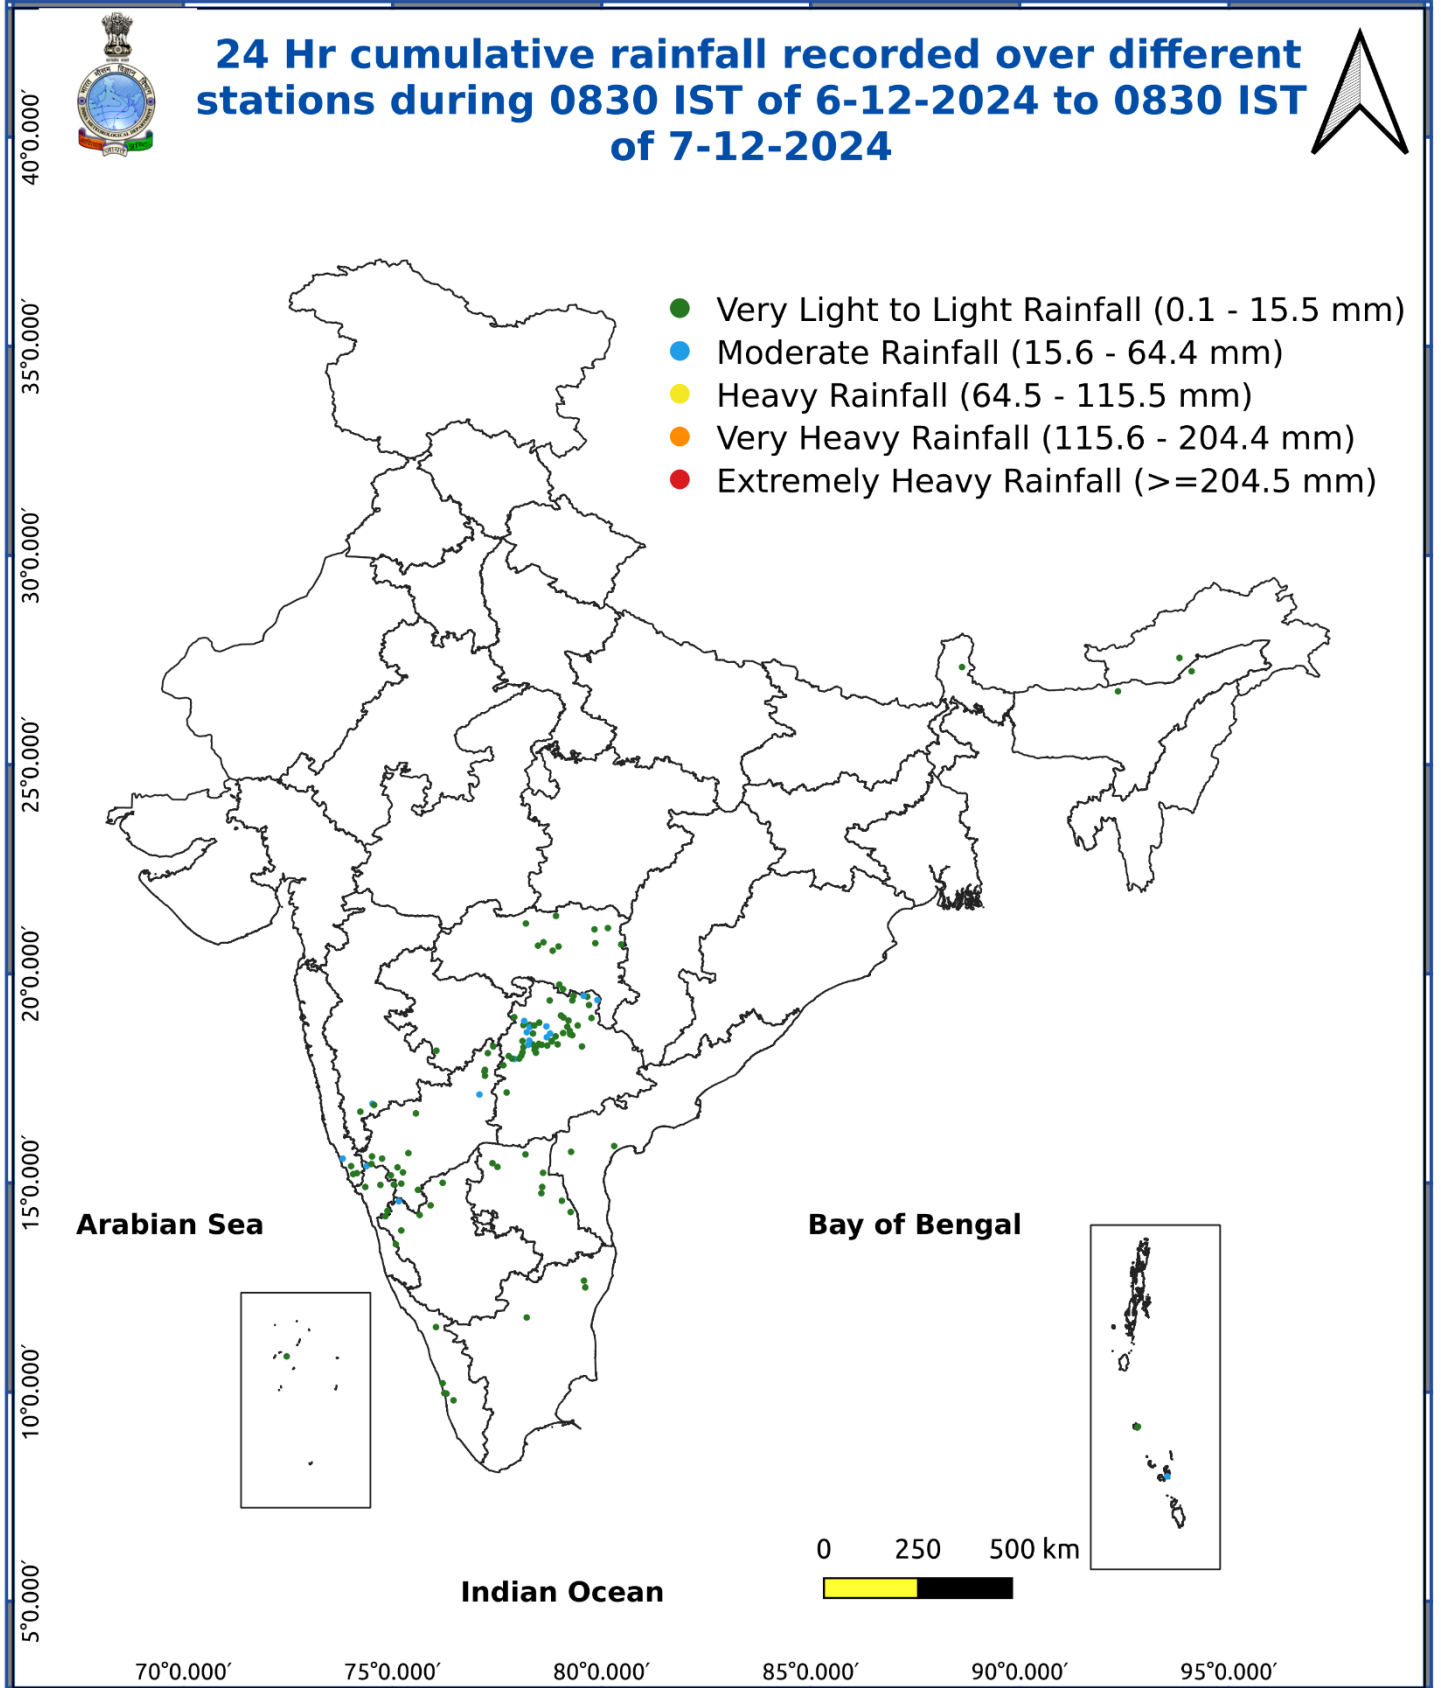 24 Hr cumulative rainfall recorded over different
stations during 0830 IST of 6-12-2024 to 0830 IST
of 7-12-2024
Very Light to Light Rainfall (0.1 - 15.5 mm)
Moderate Rainfall (15.6 - 64.4 mm)
Heavy Rainfall (64.5 - 115.5 mm)
Very Heavy Rainfall (115.6 - 204.4 mm)
Extremely Heavy Rainfall (>=204.5 mm)
40°0.000′
35°0.000′
30°0.000′
25°0.000′
20°0.000′
15°0.000′
10°0.000′
5°0.000′
Arabian Sea
Bay of Bengal
Indian Ocean
0 250 500 km
70°0.000′ 75°0.000′ 80°0.000′ 85°0.000′ 90°0.000′ 95°0.000′